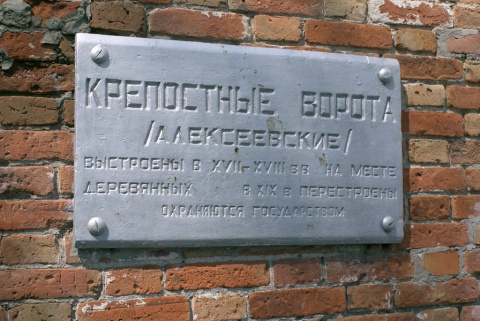 КРЕПОСТНЫЕ ВОРОТА
/АЛЕКСЕЕВСКИЕ/
ВЫСТРОЕНЫ В XVII-XVIII ВВ НА МЕСТЕ
ДЕРЕВЯННЫХ В XIX В ПЕРЕСТРОЕНЫ
ОХРАНЯЮТСЯ ГОСУДАРСТВОМ